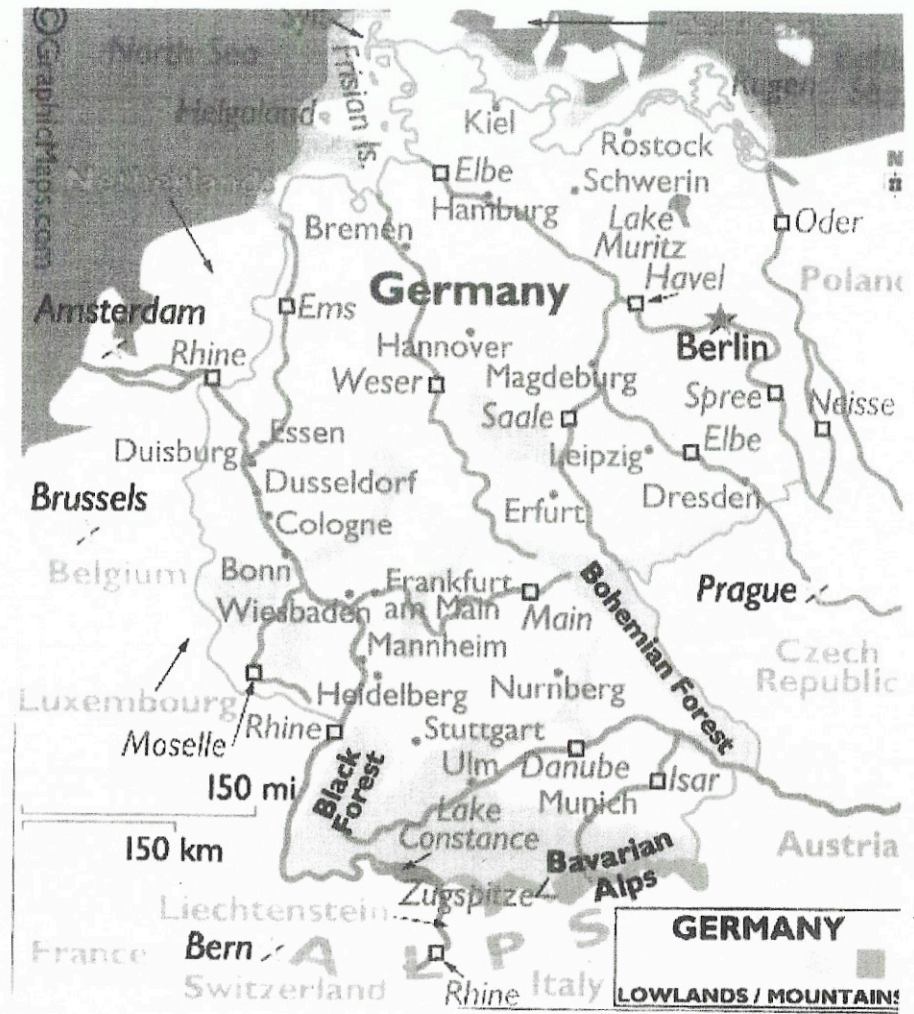 ©GraphicMaps.com
North Sea
Frisian Is.
Helgoland
Kiel
Rugen
Rostock
Elbe
Schwerin
N
Hamburg
Lake
Muritz
Oder
Bremen
Havel
Germany
Poland
Amsterdam
Ems
Berlin
Rhine
Hannover
Weser
Magdeburg
Spree
Neisse
Saale
Essen
Elbe
Duisburg
Leipzig
Dusseldorf
Brussels
Dresden
Erfurt
Cologne
Belgium
Bonn
Frankfurt
am Main
Wiesbaden
Main
Bohemian Forest
Prague
Mannheim
Czech
Republic
Luxembourg
Heidelberg
Nurnberg
Moselle
Rhine
Stuttgart
Black
Forest
Ulm
Danube
Isar
150 mi
Munich
Lake
Constance
150 km
Austria
Bavarian
Alps
Zugspitze
Liechtenstein
ALPS
France
Bern
Switzerland
Rhine
Italy
GERMANY
LOWLANDS / MOUNTAINS